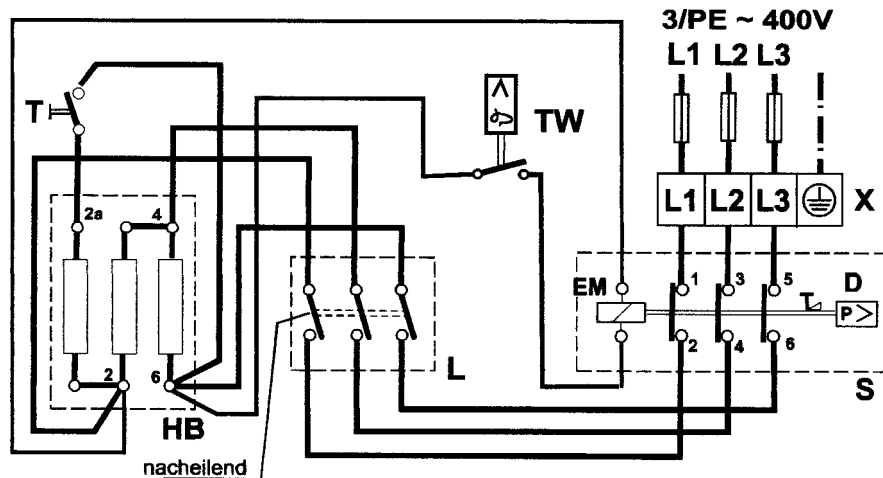 3/PE ~ 400V
L1 L2 L3
T
TW
L1 L2 L3 X
2a 4
EM 1 3 5 D
P>
2 4 6
2 6
L
S
HB
nacheilend